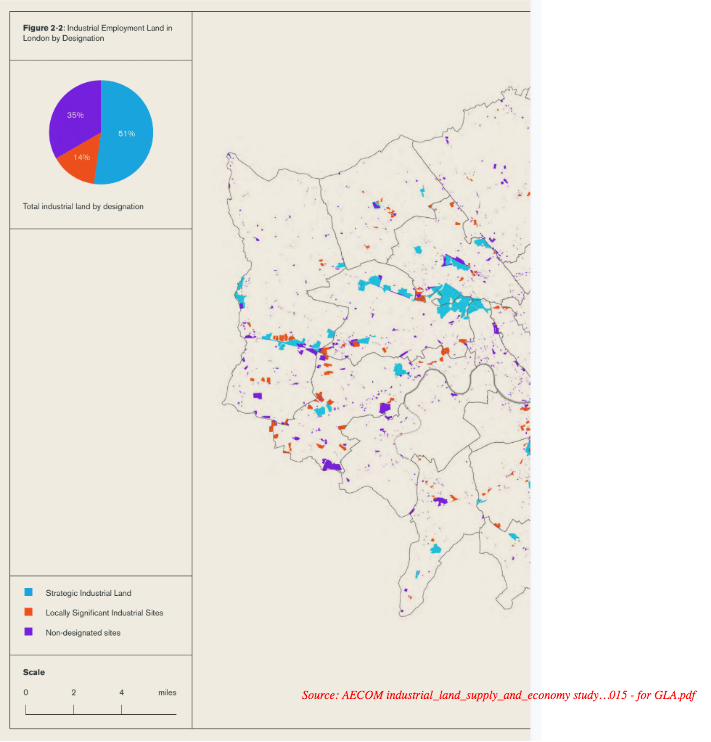 Figure 2-2: Industrial Employment Land in
London by Designation
35%
51%
14%
Total industrial land by designation
Strategic Industrial Land
Locally Significant Industrial Sites
Non-designated sites
Scale
0 2 4 miles
Source: AECOM industrial_land_supply_and_economy study…015 - for GLA.pdf